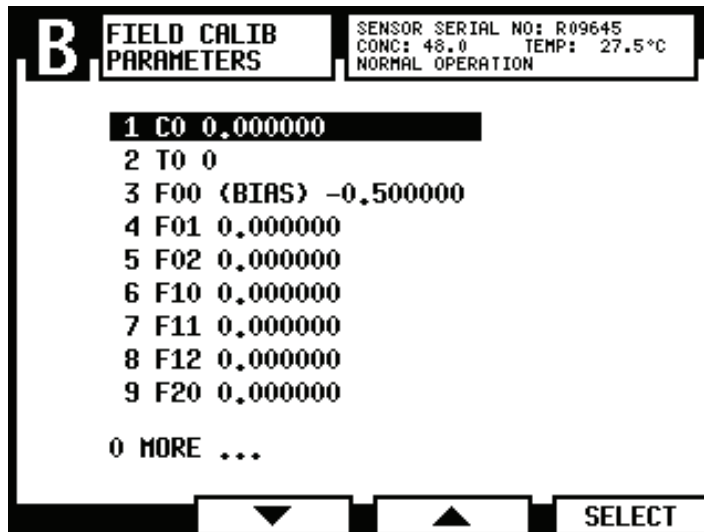 B
FIELD CALIB
PARAMETERS
SENSOR SERIAL NO: R09645
CONC: 48.0 TEMP: 27.5°C
NORMAL OPERATION
1 C0 0.000000
2 T0 0
3 F00 (BIAS) -0.500000
4 F01 0.000000
5 F02 0.000000
6 F10 0.000000
7 F11 0.000000
8 F12 0.000000
9 F20 0.000000
0 MORE ...
SELECT